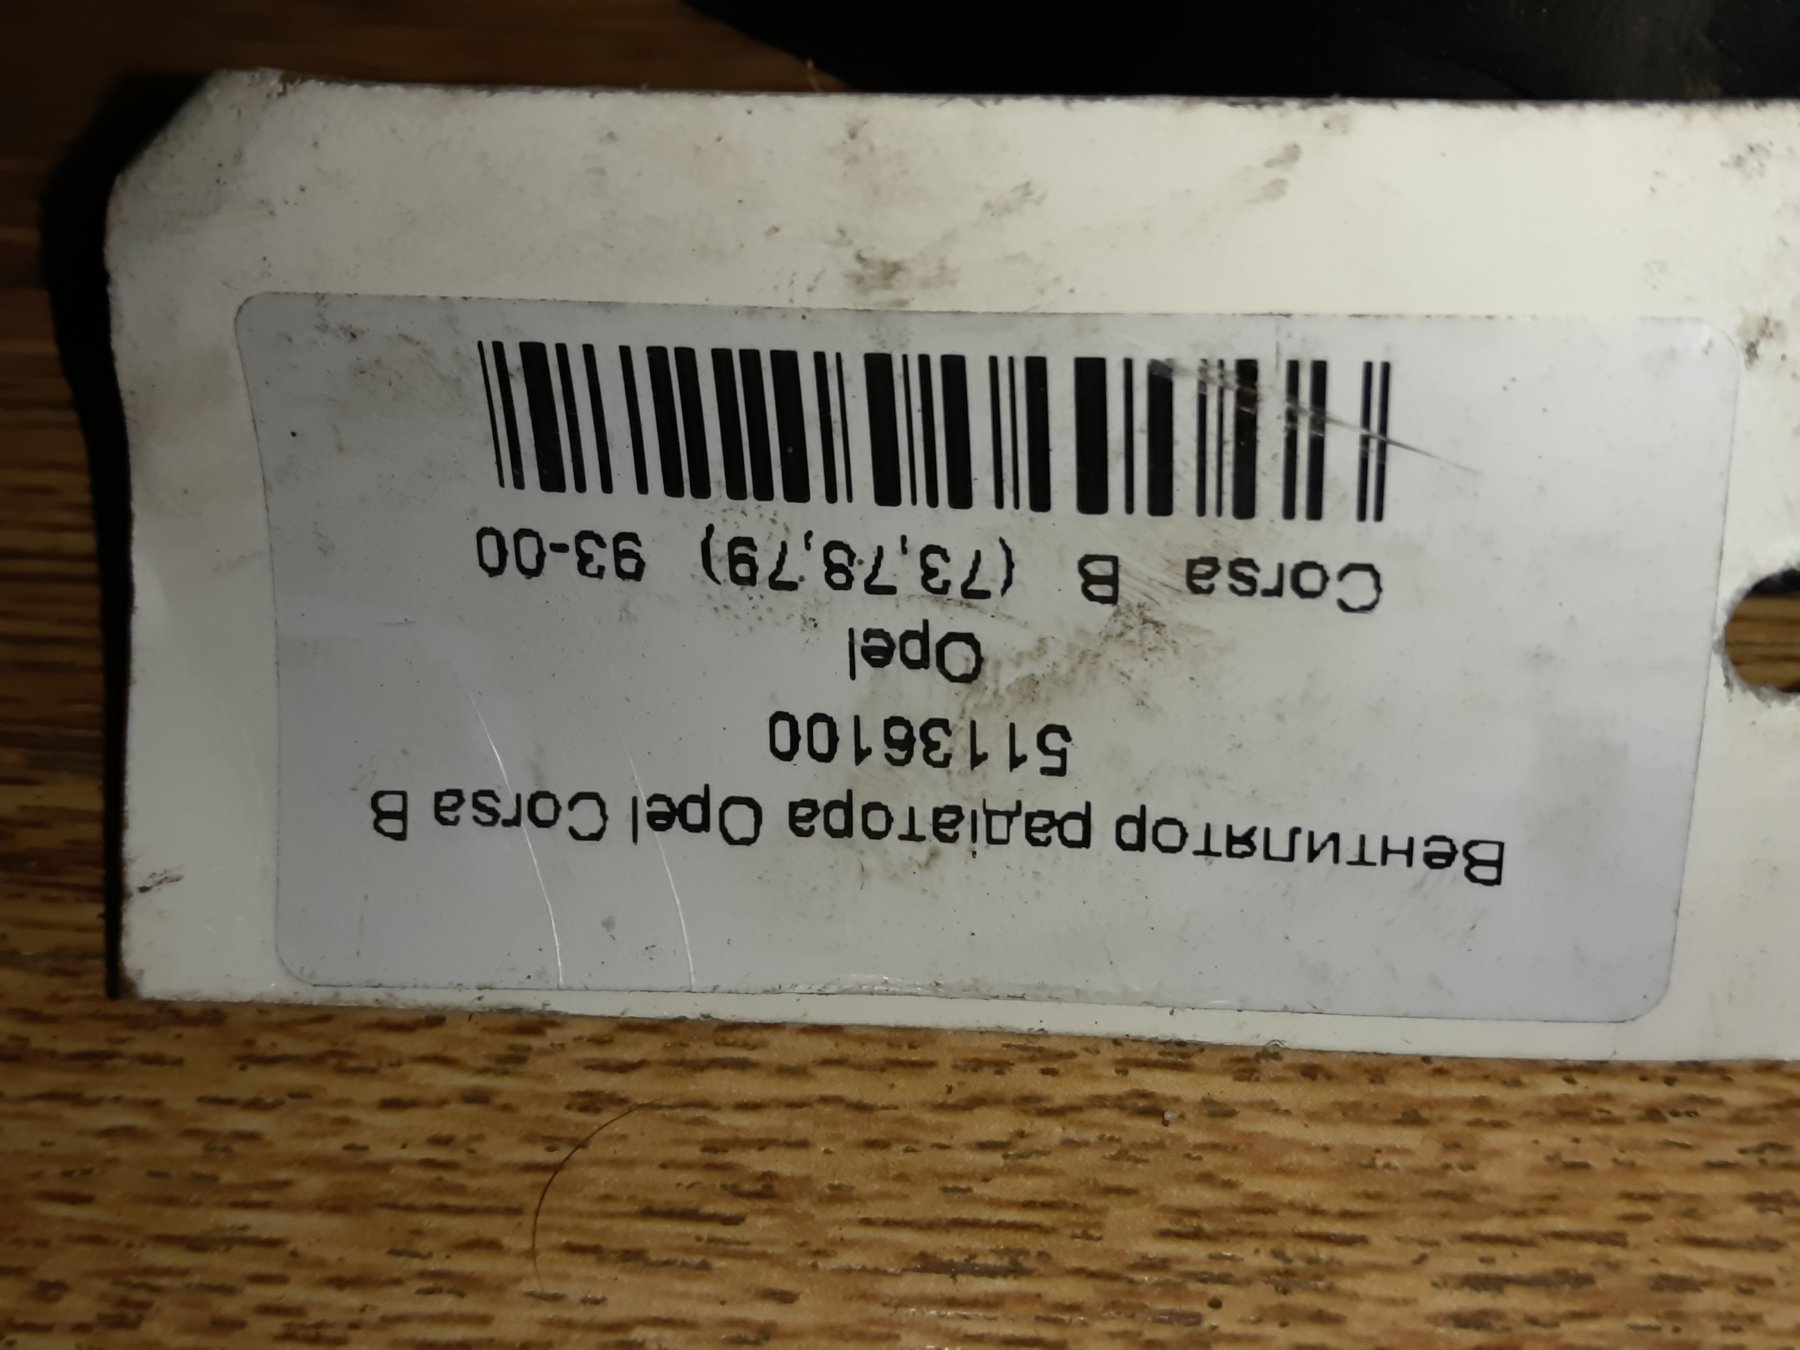 Вентилятор радіатора Opel Corsa B
51136100
Opel
Corsa B (73,78,79) 93-00